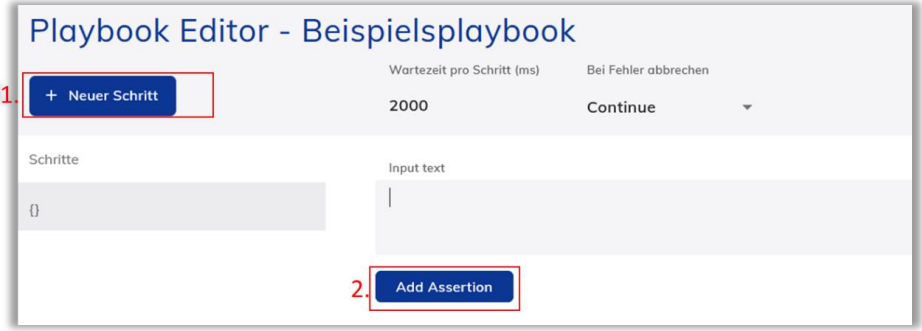 Playbook Editor - Beispielsplaybook
Wartezeit pro Schritt (ms) Bei Fehler abbrechen
1. + Neuer Schritt
2000 Continue
Schritte
Input text
{}
2. Add Assertion